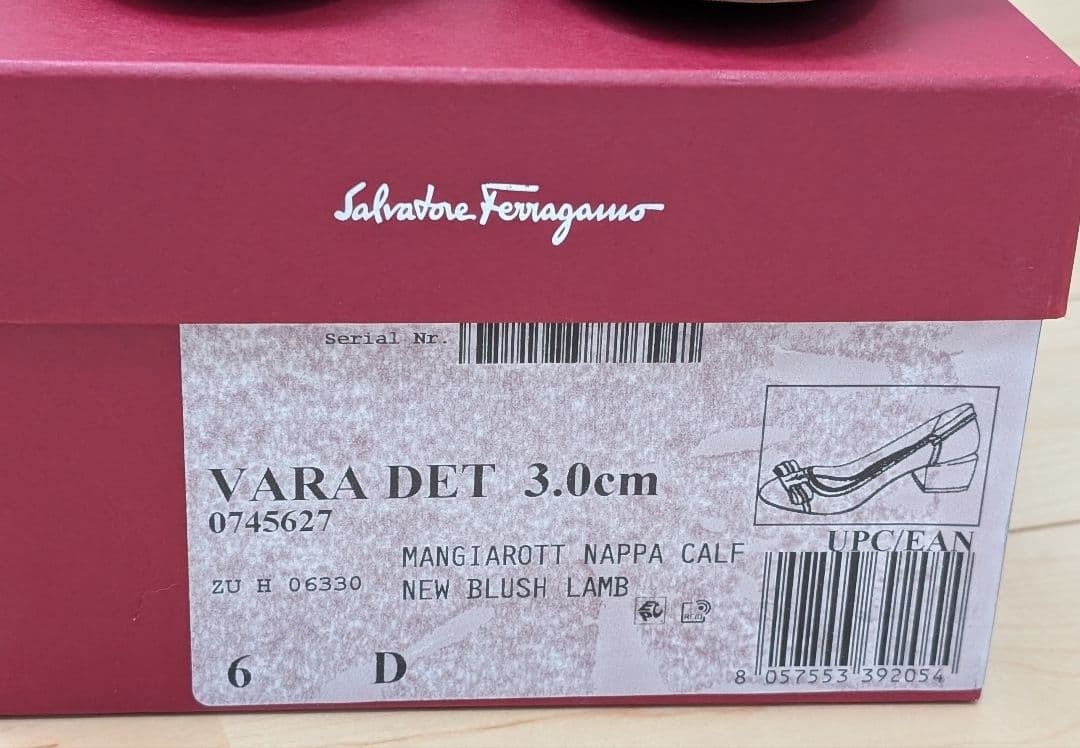 Salvatore Ferragamo
Serial Nr.
VARA DET 3.0cm
0745627
MANGIAROTT NAPPA CALF
UPC/EAN
ZU H 06330
NEW BLUSH LAMB
6 D
8 057553 392054